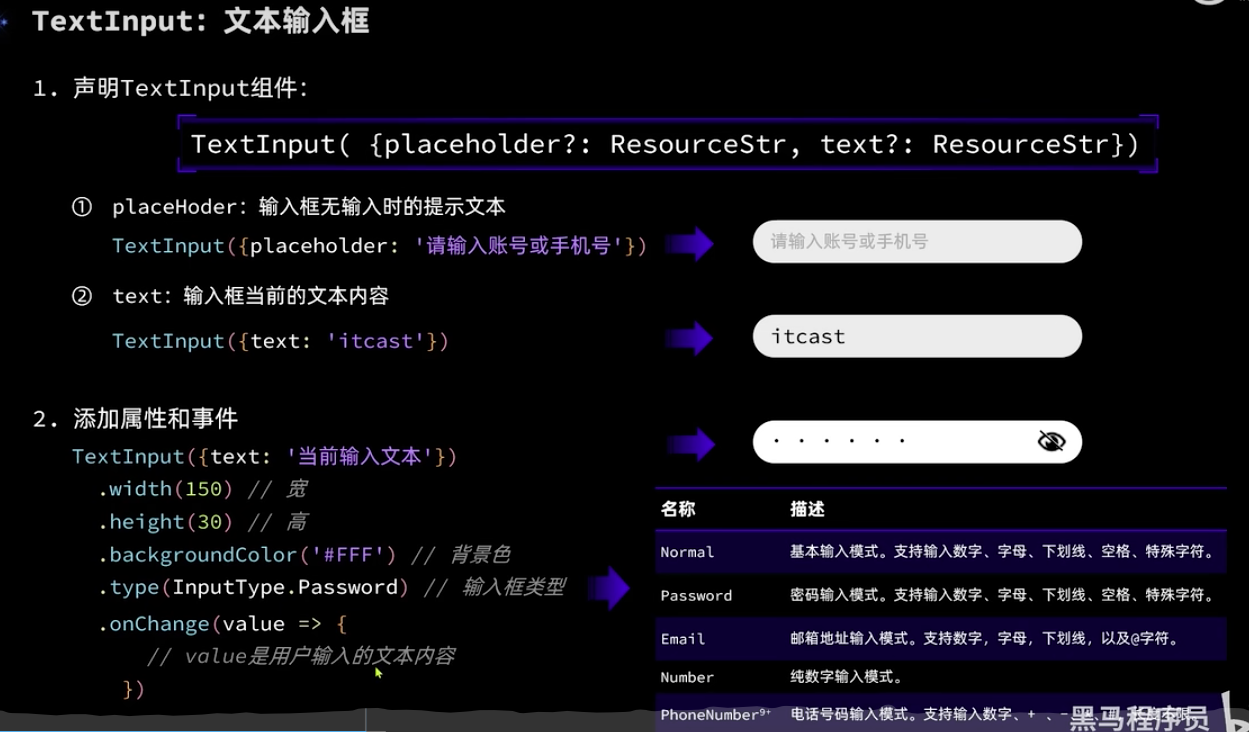 TextInput：文本输入框
1. 声明TextInput组件：
TextInput( {placeholder?: ResourceStr, text?: ResourceStr})
① placeHoder：输入框无输入时的提示文本
TextInput({placeholder: '请输入账号或手机号'})
请输入账号或手机号
② text：输入框当前的文本内容
TextInput({text: 'itcast'})
itcast
2. 添加属性和事件
TextInput({text: '当前输入文本'})
.width(150) // 宽
.height(30) // 高
.backgroundColor('#FFF') // 背景色
.type(InputType.Password) // 输入框类型
.onChange(value => {
// value是用户输入的文本内容
})
名称 描述
Normal 基本输入模式。支持输入数字、字母、下划线、空格、特殊字符。
Password 密码输入模式。支持输入数字、字母、下划线、空格、特殊字符。
Email 邮箱地址输入模式。支持数字，字母，下划线，以及@字符。
Number 纯数字输入模式。
PhoneNumber9+ 电话号码输入模式。支持输入数字、+ 、-
黑马程序员